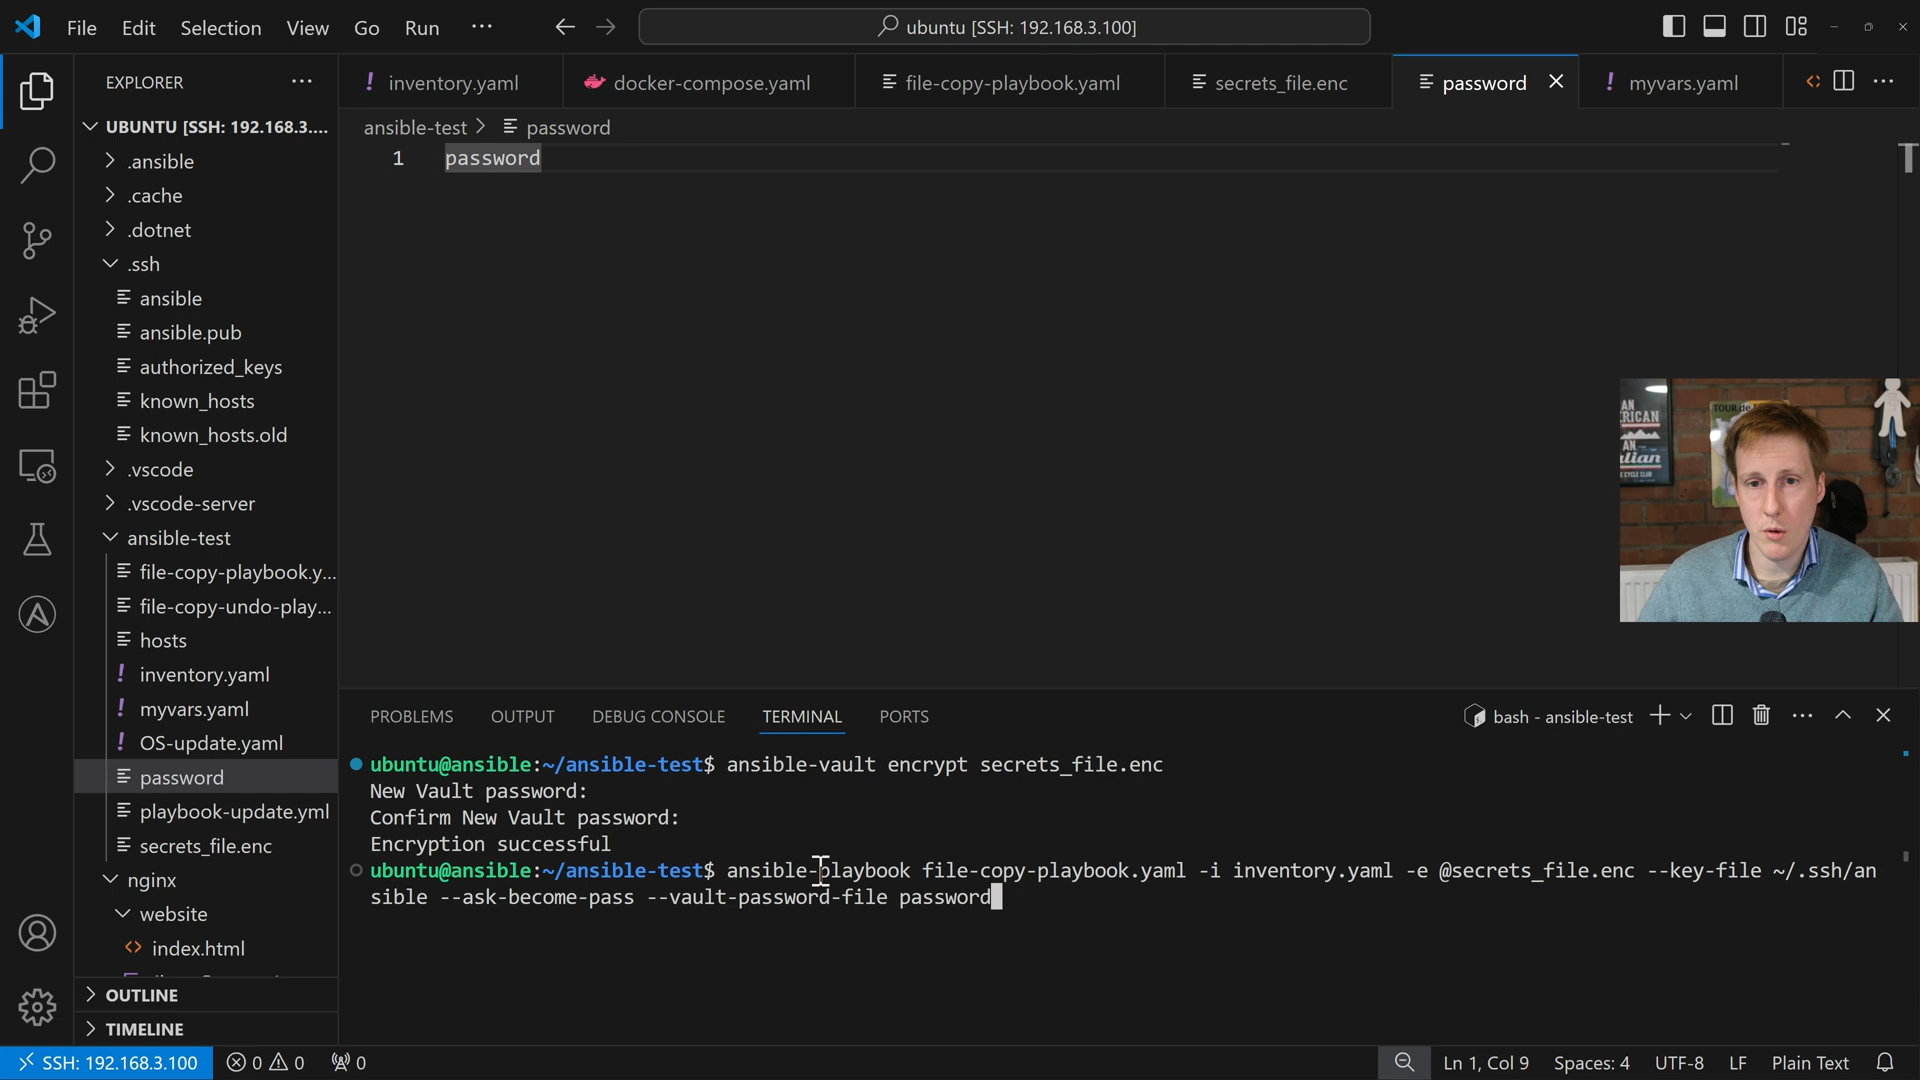 File Edit Selection View Go Run ···
ubuntu [SSH: 192.168.3.100]
EXPLORER ···
inventory.yaml
docker-compose.yaml
file-copy-playbook.yaml
secrets_file.enc
password
myvars.yaml
UBUNTU [SSH: 192.168.3....
.ansible
.cache
.dotnet
.ssh
ansible
ansible.pub
authorized_keys
known_hosts
known_hosts.old
.vscode
.vscode-server
ansible-test
file-copy-playbook.y...
file-copy-undo-play...
hosts
inventory.yaml
myvars.yaml
OS-update.yaml
password
playbook-update.yml
secrets_file.enc
nginx
website
index.html
OUTLINE
TIMELINE
ansible-test > password
1 password
PROBLEMS OUTPUT DEBUG CONSOLE TERMINAL PORTS
bash - ansible-test
ubuntu@ansible:~/ansible-test$ ansible-vault encrypt secrets_file.enc
New Vault password:
Confirm New Vault password:
Encryption successful
ubuntu@ansible:~/ansible-test$ ansible-playbook file-copy-playbook.yaml -i inventory.yaml -e @secrets_file.enc --key-file ~/.ssh/an
sible --ask-become-pass --vault-password-file password
SSH: 192.168.3.100 0 0 0
Ln 1, Col 9 Spaces: 4 UTF-8 LF Plain Text